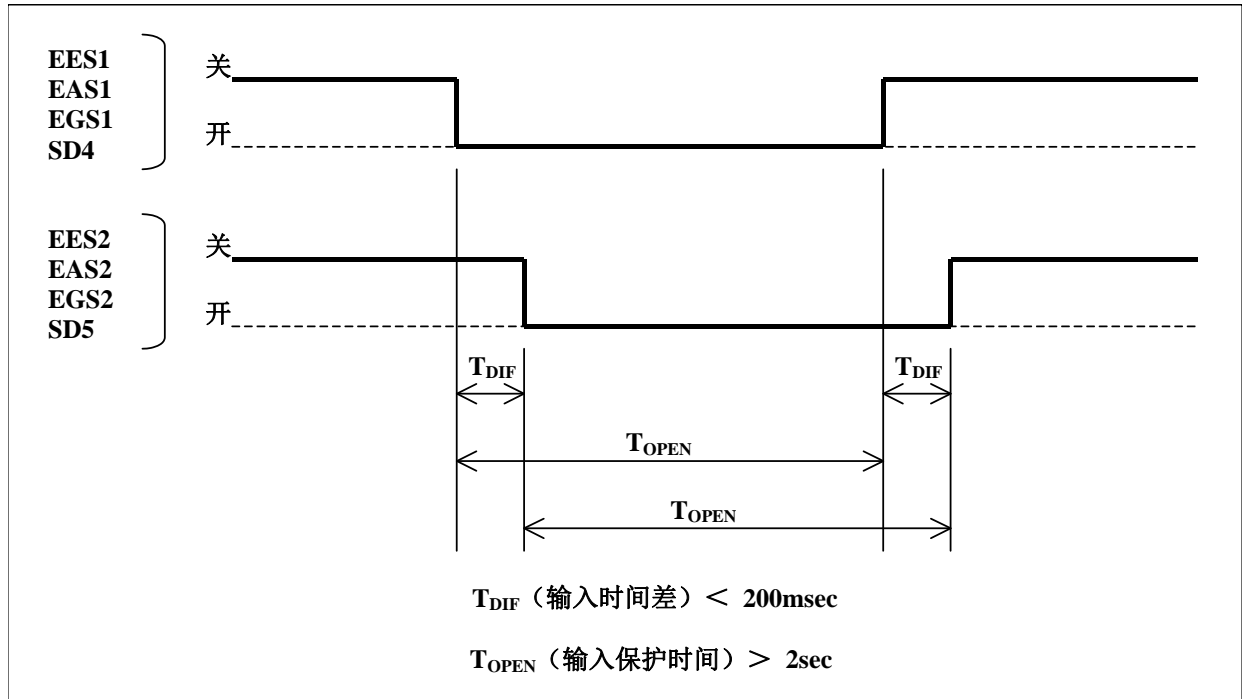 EES1
EAS1
EGS1
SD4
关
开
EES2
EAS2
EGS2
SD5
关
开
TDIF
TDIF
TOPEN
TOPEN
TDIF（输入时间差）＜ 200msec
TOPEN（输入保护时间）＞ 2sec